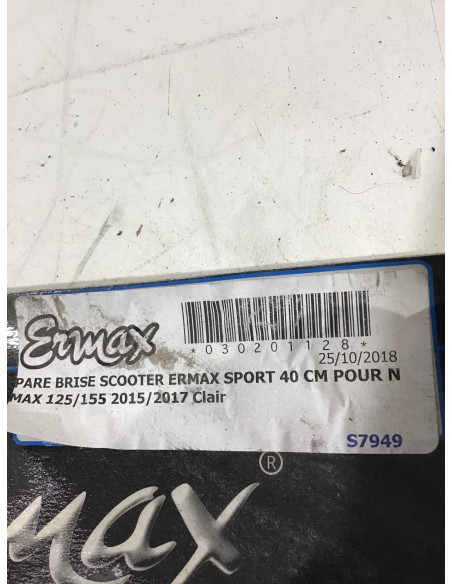 Ermax
*030201128*
25/10/2018
PARE BRISE SCOOTER ERMAX SPORT 40 CM POUR N
MAX 125/155 2015/2017 Clair
S7949
max®